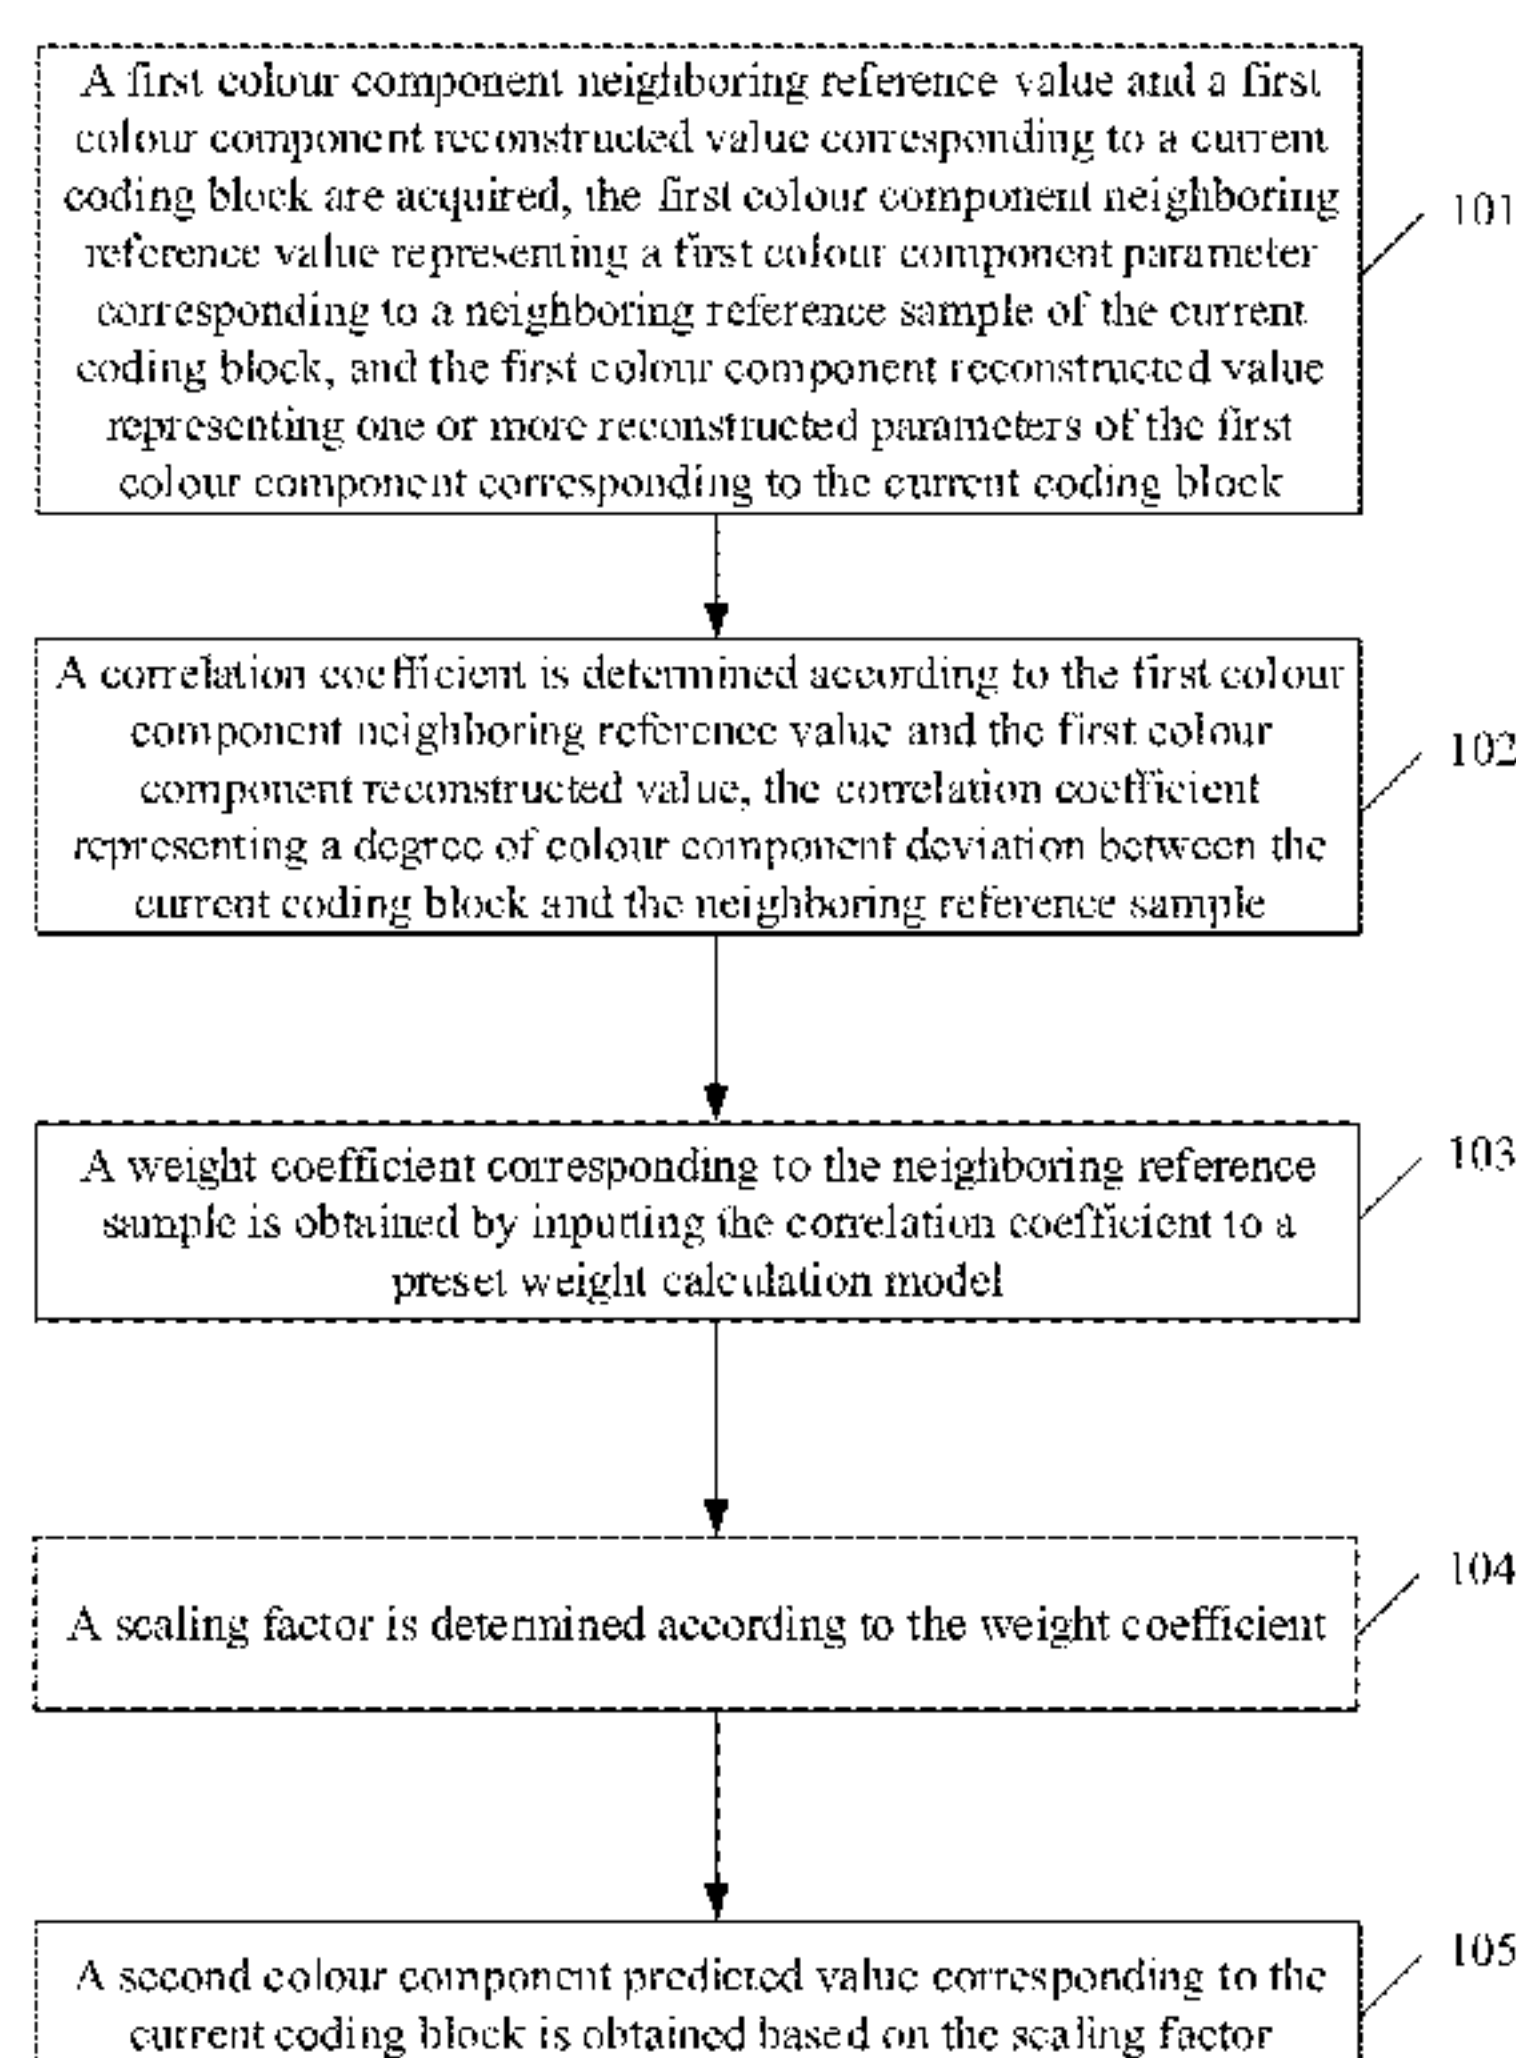 A first colour component neighboring reference value and a first
colour component reconstructed value corresponding to a current
coding block are acquired, the first colour component neighboring
reference value representing a first colour component parameter
corresponding to a neighboring reference sample of the current
coding block, and the first colour component reconstructed value
representing one or more reconstructed parameters of the first
colour component corresponding to the current coding block
101
A correlation coefficient is determined according to the first colour
component neighboring reference value and the first colour
component reconstructed value, the correlation coefficient
representing a degree of colour component deviation between the
current coding block and the neighboring reference sample
102
A weight coefficient corresponding to the neighboring reference
sample is obtained by inputting the correlation coefficient to a
preset weight calculation model
103
A scaling factor is determined according to the weight coefficient
104
A second colour component predicted value corresponding to the
current coding block is obtained based on the scaling factor
105